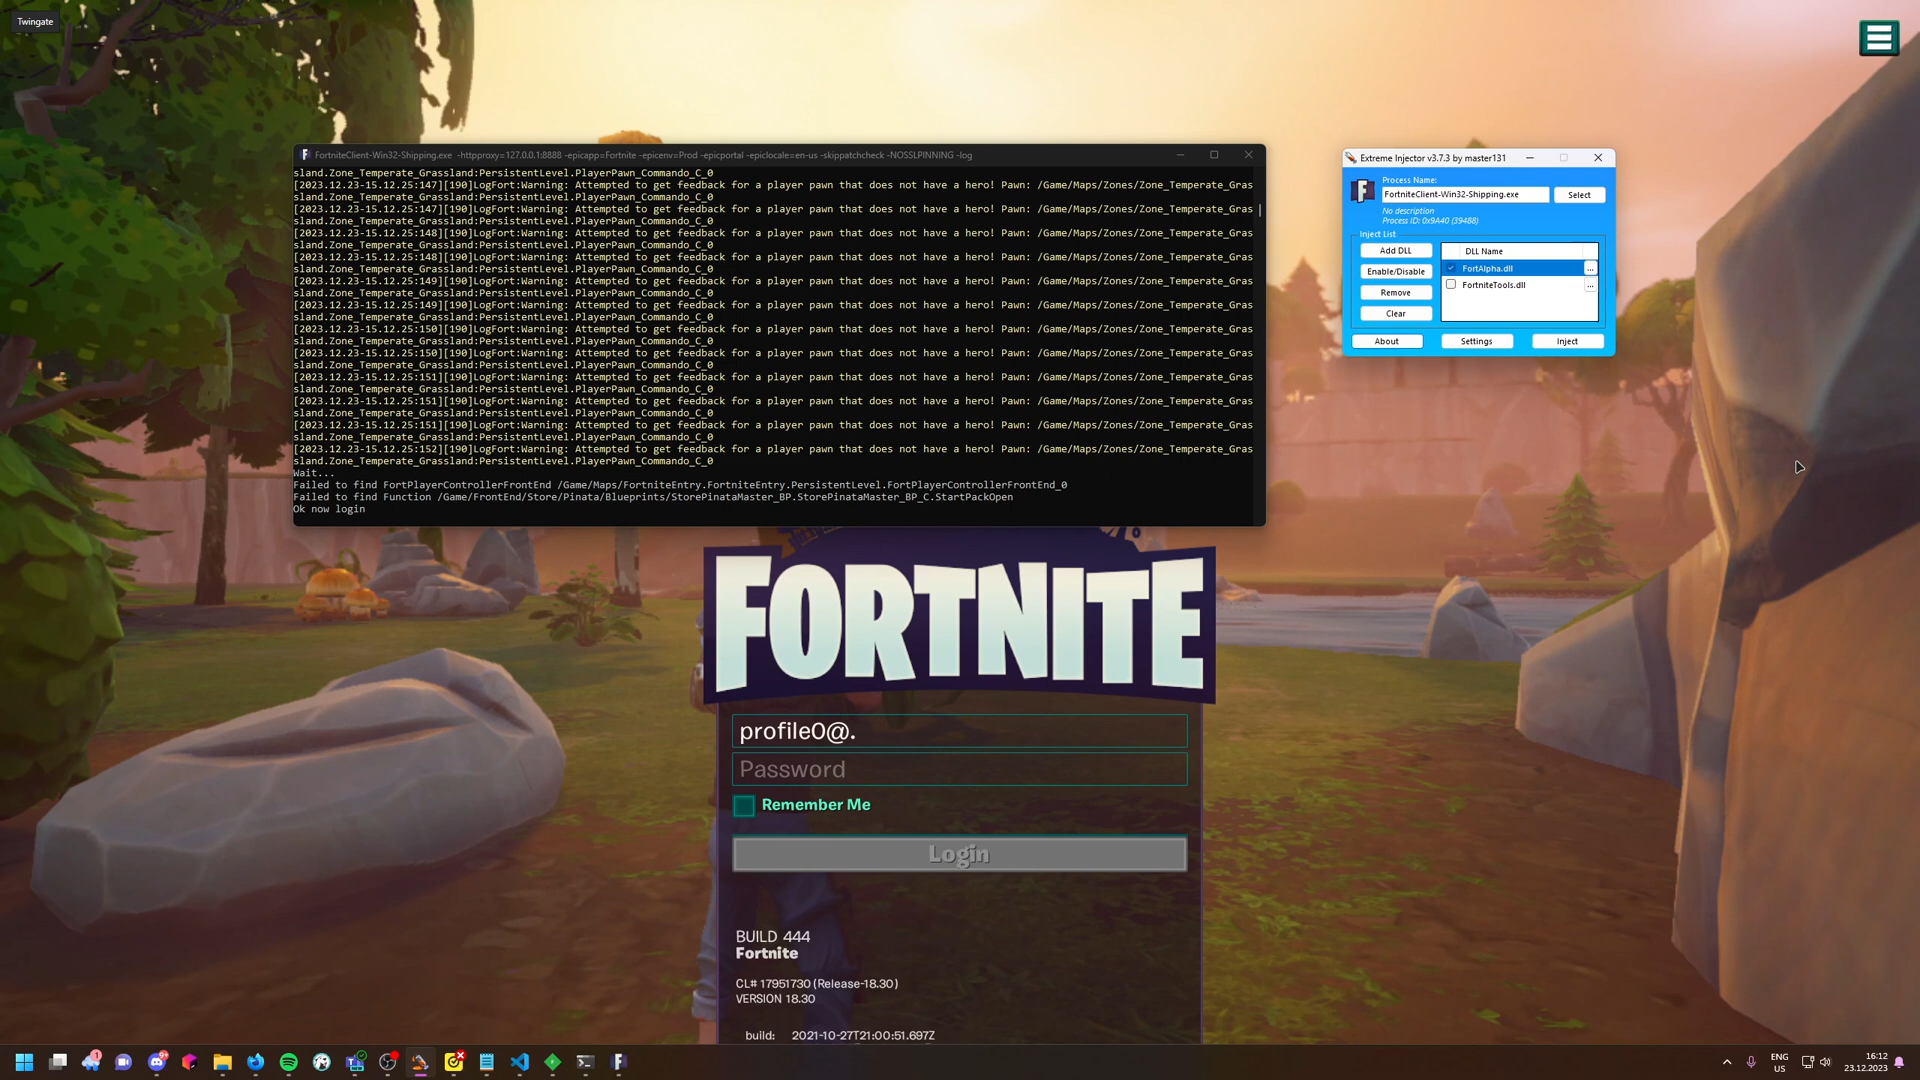 Twingate
FortniteClient-Win32-Shipping.exe -httpproxy=127.0.0.1:8888 -epicapp=Fortnite -epicenv=Prod -epicportal -epiclocale=en-us -skippatchcheck -NOSSLPINNING -log
sland.Zone_Temperate_Grassland:PersistentLevel.PlayerPawn_Commando_C_0
[2023.12.23-15.12.25:147][190]LogFort:Warning: Attempted to get feedback for a player pawn that does not have a hero! Pawn: /Game/Maps/Zones/Zone_Temperate_Gras
sland.Zone_Temperate_Grassland:PersistentLevel.PlayerPawn_Commando_C_0
[2023.12.23-15.12.25:147][190]LogFort:Warning: Attempted to get feedback for a player pawn that does not have a hero! Pawn: /Game/Maps/Zones/Zone_Temperate_Gras
sland.Zone_Temperate_Grassland:PersistentLevel.PlayerPawn_Commando_C_0
[2023.12.23-15.12.25:148][190]LogFort:Warning: Attempted to get feedback for a player pawn that does not have a hero! Pawn: /Game/Maps/Zones/Zone_Temperate_Gras
sland.Zone_Temperate_Grassland:PersistentLevel.PlayerPawn_Commando_C_0
[2023.12.23-15.12.25:148][190]LogFort:Warning: Attempted to get feedback for a player pawn that does not have a hero! Pawn: /Game/Maps/Zones/Zone_Temperate_Gras
sland.Zone_Temperate_Grassland:PersistentLevel.PlayerPawn_Commando_C_0
[2023.12.23-15.12.25:149][190]LogFort:Warning: Attempted to get feedback for a player pawn that does not have a hero! Pawn: /Game/Maps/Zones/Zone_Temperate_Gras
sland.Zone_Temperate_Grassland:PersistentLevel.PlayerPawn_Commando_C_0
[2023.12.23-15.12.25:149][190]LogFort:Warning: Attempted to get feedback for a player pawn that does not have a hero! Pawn: /Game/Maps/Zones/Zone_Temperate_Gras
sland.Zone_Temperate_Grassland:PersistentLevel.PlayerPawn_Commando_C_0
[2023.12.23-15.12.25:150][190]LogFort:Warning: Attempted to get feedback for a player pawn that does not have a hero! Pawn: /Game/Maps/Zones/Zone_Temperate_Gras
sland.Zone_Temperate_Grassland:PersistentLevel.PlayerPawn_Commando_C_0
[2023.12.23-15.12.25:150][190]LogFort:Warning: Attempted to get feedback for a player pawn that does not have a hero! Pawn: /Game/Maps/Zones/Zone_Temperate_Gras
sland.Zone_Temperate_Grassland:PersistentLevel.PlayerPawn_Commando_C_0
[2023.12.23-15.12.25:151][190]LogFort:Warning: Attempted to get feedback for a player pawn that does not have a hero! Pawn: /Game/Maps/Zones/Zone_Temperate_Gras
sland.Zone_Temperate_Grassland:PersistentLevel.PlayerPawn_Commando_C_0
[2023.12.23-15.12.25:151][190]LogFort:Warning: Attempted to get feedback for a player pawn that does not have a hero! Pawn: /Game/Maps/Zones/Zone_Temperate_Gras
sland.Zone_Temperate_Grassland:PersistentLevel.PlayerPawn_Commando_C_0
[2023.12.23-15.12.25:151][190]LogFort:Warning: Attempted to get feedback for a player pawn that does not have a hero! Pawn: /Game/Maps/Zones/Zone_Temperate_Gras
sland.Zone_Temperate_Grassland:PersistentLevel.PlayerPawn_Commando_C_0
[2023.12.23-15.12.25:152][190]LogFort:Warning: Attempted to get feedback for a player pawn that does not have a hero! Pawn: /Game/Maps/Zones/Zone_Temperate_Gras
sland.Zone_Temperate_Grassland:PersistentLevel.PlayerPawn_Commando_C_0
Wait...
Failed to find FortPlayerControllerFrontEnd /Game/Maps/FortniteEntry.FortniteEntry.PersistentLevel.FortPlayerControllerFrontEnd_0
Failed to find Function /Game/FrontEnd/Store/Pinata/Blueprints/StorePinataMaster_BP.StorePinataMaster_BP_C.StartPackOpen
Ok now login
Extreme Injector v3.7.3 by master131
Process Name:
FortniteClient-Win32-Shipping.exe
Select
No description
Process ID: 0x9A40 (39488)
Inject List
Add DLL
Enable/Disable
Remove
Clear
DLL Name
FortAlpha.dll
...
FortniteTools.dll
...
About
Settings
Inject
FORTNITE
profile0@.
Password
Remember Me
Login
BUILD 444
Fortnite
CL# 17951730 (Release-18.30)
VERSION 18.30
build: 2021-10-27T21:00:51.697Z
ENG
US
16:12
23.12.2023